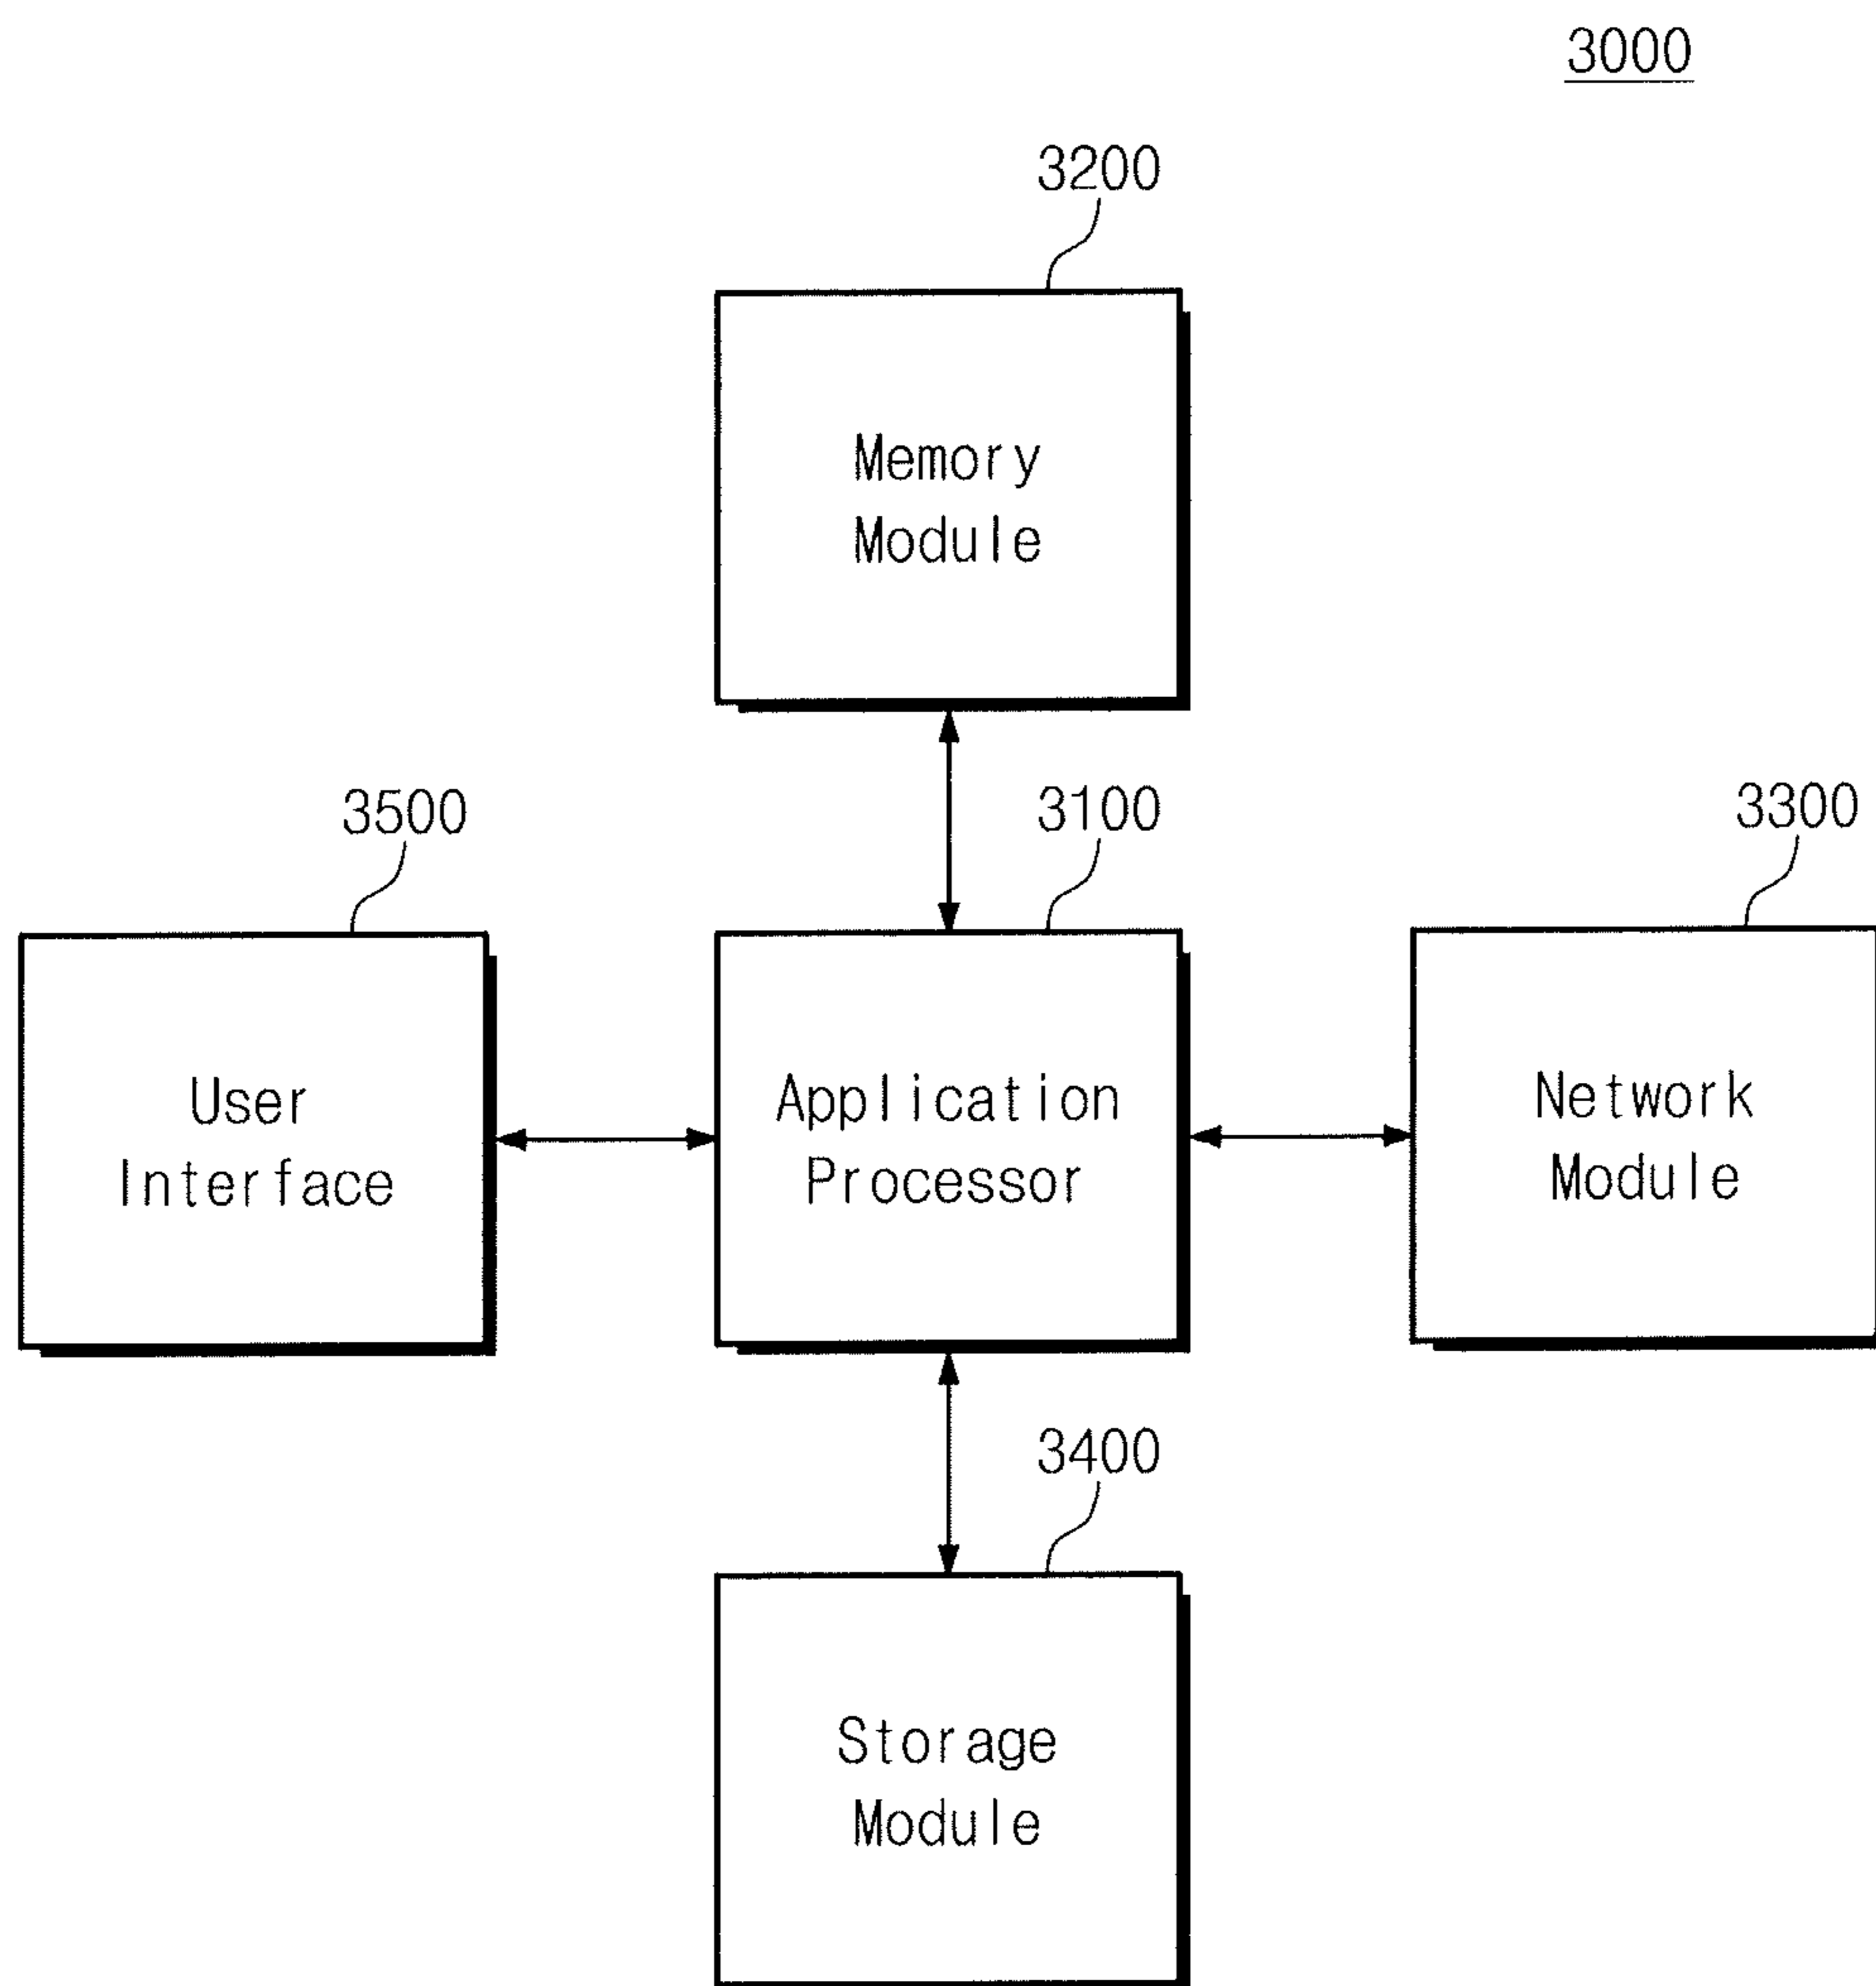 3000
3200
Memory
Module
3500
3100
3300
User
Interface
Application
Processor
Network
Module
3400
Storage
Module